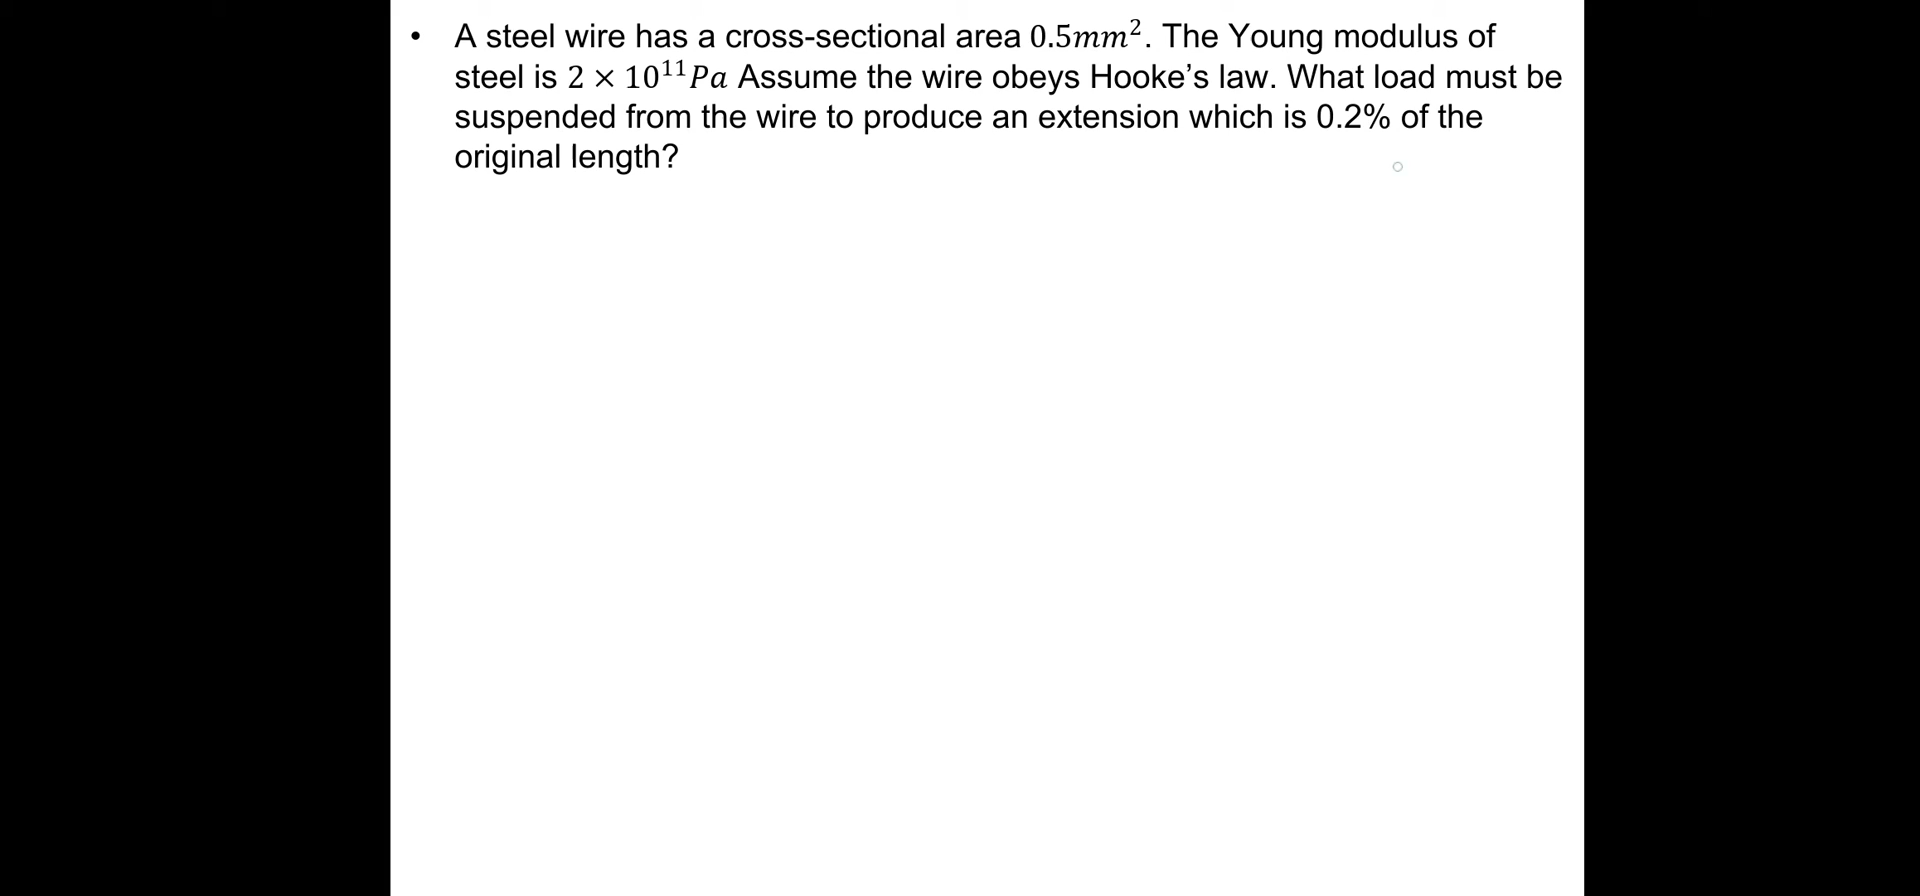 • A steel wire has a cross-sectional area 0.5mm². The Young modulus of
steel is 2 × 10¹¹Pa Assume the wire obeys Hooke’s law. What load must be
suspended from the wire to produce an extension which is 0.2% of the
original length?